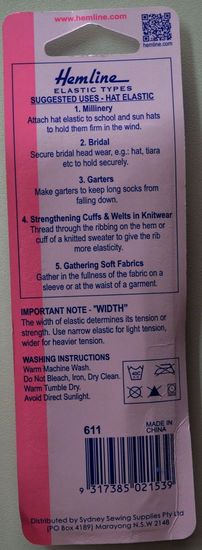 www.hemline.com
hemline.com
Hemline
ELASTIC TYPES
SUGGESTED USES - HAT ELASTIC
1. Millinery
Attach hat elastic to school and sun hats
to hold them firm in the wind.
2. Bridal
Secure bridal head wear, e.g.: hat, tiara
etc to hold securely.
3. Garters
Make garters to keep long socks from
falling down.
4. Strengthening Cuffs & Welts in Knitwear
Thread through the ribbing on the hem or
cuff of a knitted sweater to give the rib
more elasticity.
5. Gathering Soft Fabrics
Gather in the fullness of the fabric on a
sleeve or at the waist of a garment.
IMPORTANT NOTE - "WIDTH"
The width of elastic determines its tension or
strength. Use narrow elastic for light tension,
wider for heavier tension.
WASHING INSTRUCTIONS
Warm Machine Wash.
Do Not Bleach, Iron, Dry Clean.
Warm Tumble Dry.
Avoid Direct Sunlight.
611
MADE IN
CHINA
9 317385 021539
Distributed by Sydney Sewing Supplies Pty Ltd
(PO Box 4189) Marayong N.S.W 2148